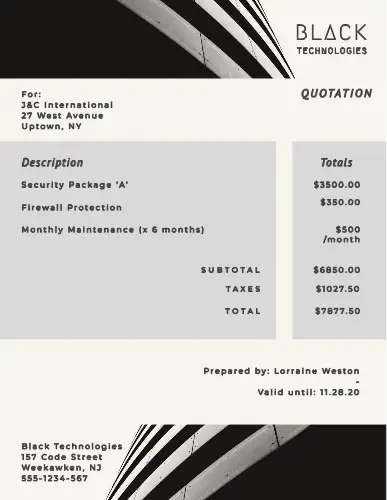 BLACK
TECHNOLOGIES
QUOTATION
For:
J&C International
27 West Avenue
Uptown, NY
Description Totals
Security Package 'A' $3500.00
Firewall Protection $350.00
Monthly Maintenance (x 6 months) $500
/month
SUBTOTAL $6850.00
TAXES $1027.50
TOTAL $7877.50
Prepared by: Lorraine Weston
-
Valid until: 11.28.20
Black Technologies
157 Code Street
Weekawken, NJ
555-1234-567